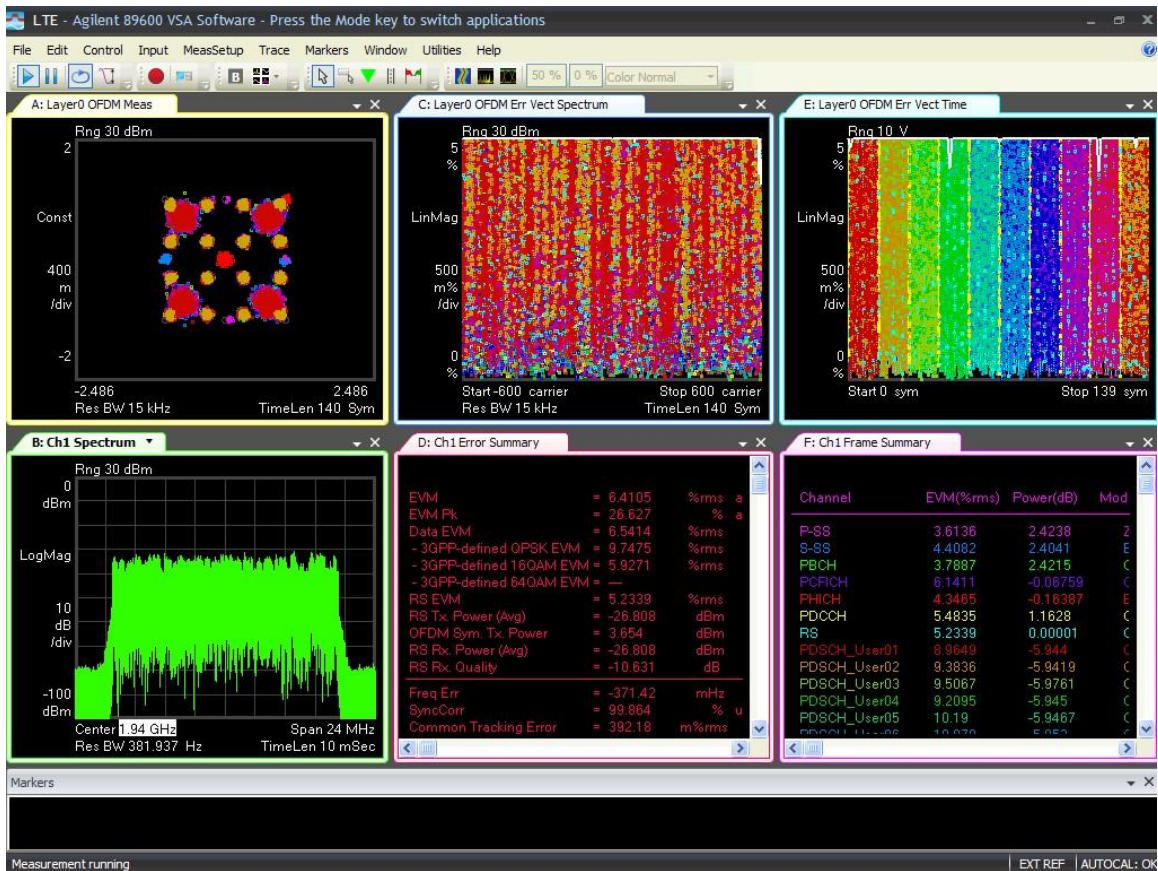 LTE - Agilent 89600 VSA Software - Press the Mode key to switch applications
File Edit Control Input MeasSetup Trace Markers Window Utilities Help
B 50 % 0 % Color Normal
A: Layer0 OFDM Meas
Rng 30 dBm
2
Const
400
m
/div
-2
-2.486 2.486
Res BW 15 kHz TimeLen 140 Sym
C: Layer0 OFDM Err Vect Spectrum
Rng 30 dBm
5
%
LinMag
500
m%
/div
0
%
Start -600 carrier Stop 600 carrier
Res BW 15 kHz TimeLen 140 Sym
E: Layer0 OFDM Err Vect Time
Rng 10 V
5
%
LinMag
500
m%
/div
0
%
Start 0 sym Stop 139 sym
B: Ch1 Spectrum
Rng 30 dBm
0
dBm
LogMag
10
dB
/div
-100
dBm
Center 1.94 GHz Span 24 MHz
Res BW 381.937 Hz TimeLen 10 mSec
D: Ch1 Error Summary
EVM = 6.4105 %rms a
EVM Pk = 26.627 % a
Data EVM = 6.5414 %rms
- 3GPP-defined QPSK EVM = 9.7475 %rms
- 3GPP-defined 16QAM EVM = 5.9271 %rms
- 3GPP-defined 64QAM EVM = —
RS EVM = 5.2339 %rms
RS Tx. Power (Avg) = -26.808 dBm
OFDM Sym. Tx. Power = 3.654 dBm
RS Rx. Power (Avg) = -26.808 dBm
RS Rx. Quality = -10.631 dB
Freq Err = -371.42 mHz
SyncCorr = 99.864 % u
Common Tracking Error = 392.18 m%rms
F: Ch1 Frame Summary
Channel EVM(%rms) Power(dB) Mod
P-SS 3.6136 2.4238 Z
S-SS 4.4082 2.4041 E
PBCH 3.7887 2.4215
PCFICH 6.1411 -0.06759
PHICH 4.3465 -0.16387 E
PDCCH 5.4835 1.1628
RS 5.2339 0.00001
PDSCH_User01 8.9649 -5.944
PDSCH_User02 9.3836 -5.9419
PDSCH_User03 9.5067 -5.9761
PDSCH_User04 9.2095 -5.945
PDSCH_User05 10.19 -5.9467
Markers
Measurement running EXT REF AUTOCAL: OK